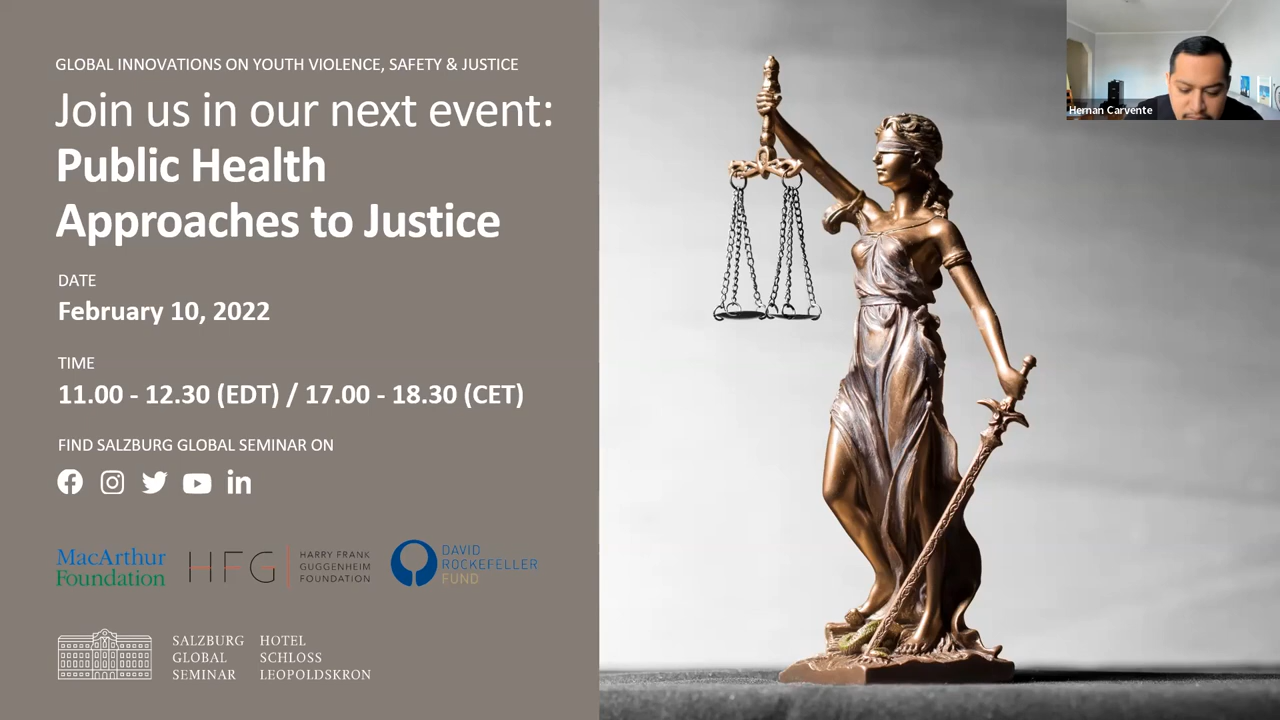 GLOBAL INNOVATIONS ON YOUTH VIOLENCE, SAFETY & JUSTICE
Join us in our next event:
Public Health
Approaches to Justice
DATE
February 10, 2022
TIME
11.00 - 12.30 (EDT) / 17.00 - 18.30 (CET)
FIND SALZBURG GLOBAL SEMINAR ON
MacArthur
Foundation
HFG
HARRY FRANK
GUGGENHEIM
FOUNDATION
DAVID
ROCKEFELLER
FUND
SALZBURG
GLOBAL
SEMINAR
HOTEL
SCHLOSS
LEOPOLDSKRON
Hernan Carvente